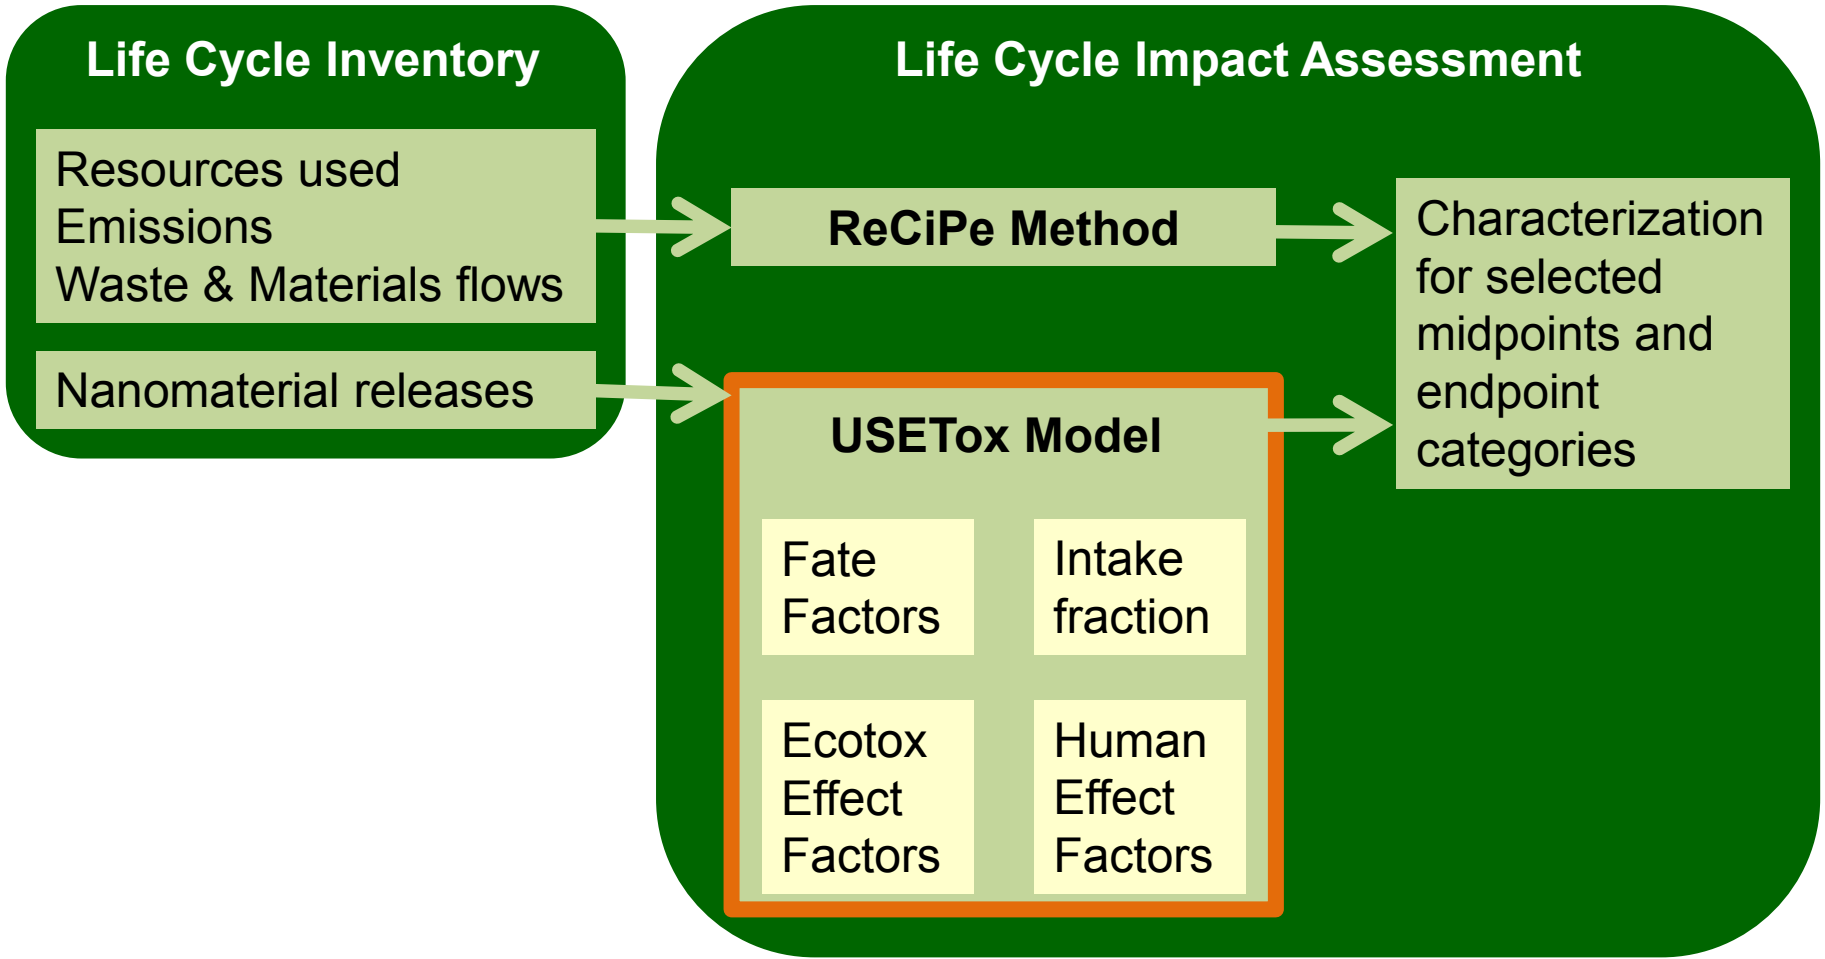 Life Cycle Inventory
Resources used
Emissions
Waste & Materials flows
Nanomaterial releases
Life Cycle Impact Assessment
ReCiPe Method
USETox Model
Fate
Factors
Intake
fraction
Ecotox
Effect
Factors
Human
Effect
Factors
Characterization
for selected
midpoints and
endpoint
categories